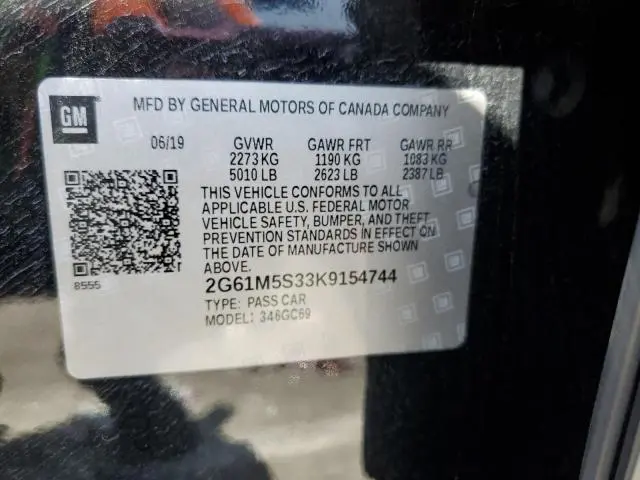 GM
MFD BY GENERAL MOTORS OF CANADA COMPANY
06/19 GVWR GAWR FRT GAWR RR
2273 KG 1190 KG 1083 KG
5010 LB 2623 LB 2387 LB
THIS VEHICLE CONFORMS TO ALL
APPLICABLE U.S. FEDERAL MOTOR
VEHICLE SAFETY, BUMPER, AND THEFT
PREVENTION STANDARDS IN EFFECT ON
THE DATE OF MANUFACTURE SHOWN
ABOVE.
8555
2G61M5S33K9154744
TYPE: PASS CAR
MODEL: 346GC69